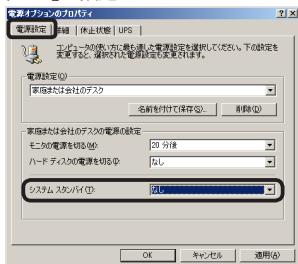 電源オプションのプロパティ
電源設定 詳細 休止状態 UPS
コンピュータの使い方に最も適した電源設定を選択してください。下の設定を
変更すると、選択された電源設定も変更されます。
電源設定(O)
家庭または会社のデスク
名前を付けて保存(S)... 削除(D)
家庭または会社のデスクの電源の設定
モニタの電源を切る(M): 20 分後
ハード ディスクの電源を切る(I): なし
システム スタンバイ(T): なし
OK キャンセル 適用(A)